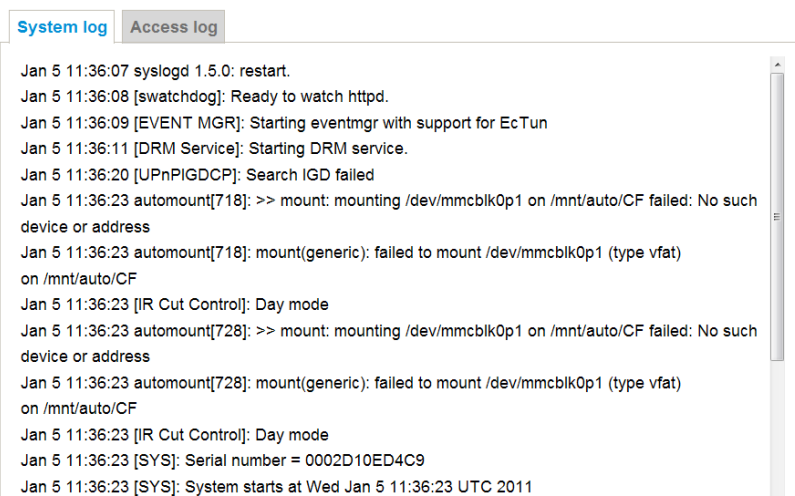 System log Access log
Jan 5 11:36:07 syslogd 1.5.0: restart.
Jan 5 11:36:08 [swatchdog]: Ready to watch httpd.
Jan 5 11:36:09 [EVENT MGR]: Starting eventmgr with support for EcTun
Jan 5 11:36:11 [DRM Service]: Starting DRM service.
Jan 5 11:36:20 [UPnPIGDCP]: Search IGD failed
Jan 5 11:36:23 automount[718]: >> mount: mounting /dev/mmcblk0p1 on /mnt/auto/CF failed: No such
device or address
Jan 5 11:36:23 automount[718]: mount(generic): failed to mount /dev/mmcblk0p1 (type vfat)
on /mnt/auto/CF
Jan 5 11:36:23 [IR Cut Control]: Day mode
Jan 5 11:36:23 automount[728]: >> mount: mounting /dev/mmcblk0p1 on /mnt/auto/CF failed: No such
device or address
Jan 5 11:36:23 automount[728]: mount(generic): failed to mount /dev/mmcblk0p1 (type vfat)
on /mnt/auto/CF
Jan 5 11:36:23 [IR Cut Control]: Day mode
Jan 5 11:36:23 [SYS]: Serial number = 0002D10ED4C9
Jan 5 11:36:23 [SYS]: System starts at Wed Jan 5 11:36:23 UTC 2011